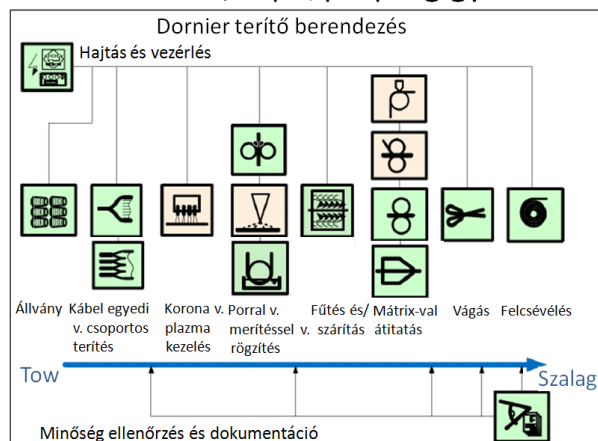 Dornier terítő berendezés
Hajtás és vezérlés
Állvány
Kábel egyedi
v. csoportos
terítés
Korona v.
plazma
kezelés
Porral v.
merítéssel v.
rögzítés
Fűtés és/
szárítás
Mátrix-val
átitatás
Vágás
Felcsévélés
Tow
Szalag
Minőség ellenőrzés és dokumentáció